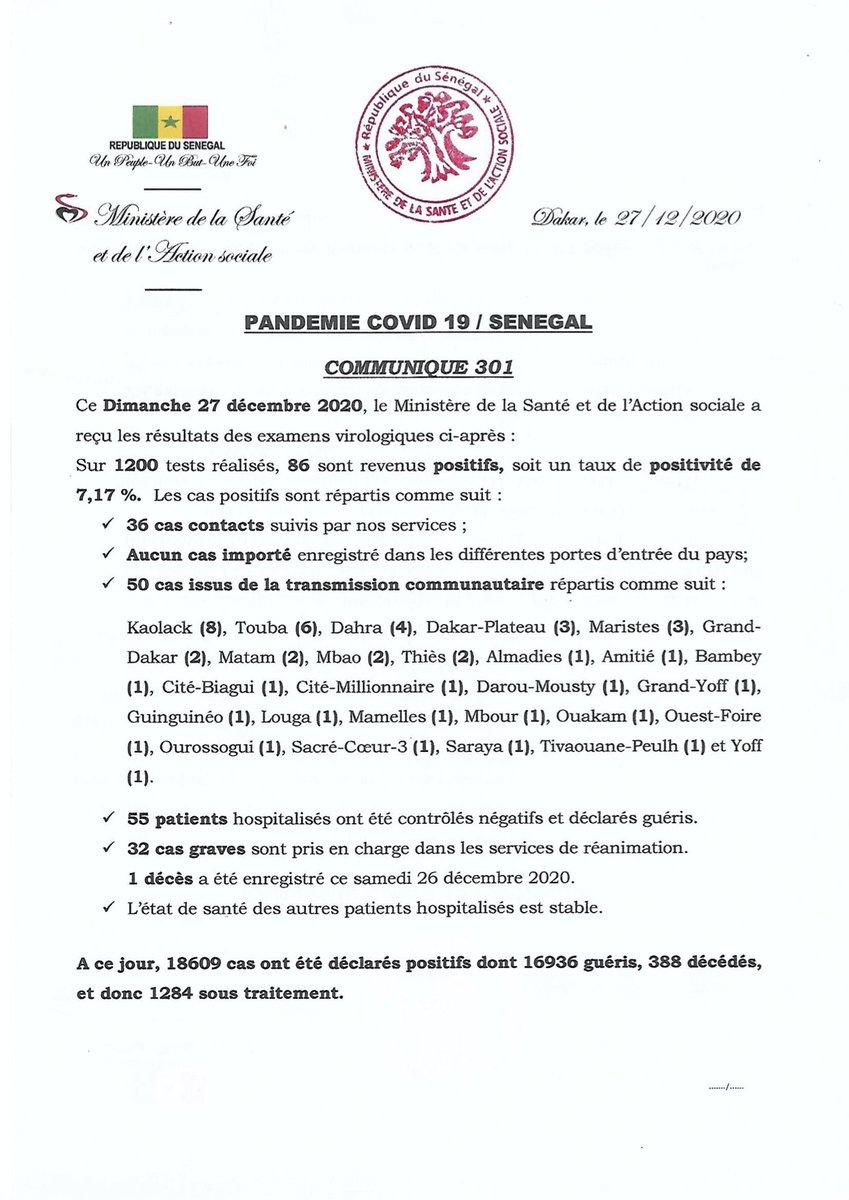 REPUBLIQUE DU SENEGAL
Un Peuple-Un But-Une Foi
Ministère de la Santé
et de l'Action sociale
★ République du Sénégal ★
MINISTERE DE LA SANTE ET DE L'ACTION SOCIALE
Dakar, le 27/12/2020
PANDEMIE COVID 19 / SENEGAL
COMMUNIQUE 301
Ce Dimanche 27 décembre 2020, le Ministère de la Santé et de l'Action sociale a
reçu les résultats des examens virologiques ci-après :
Sur 1200 tests réalisés, 86 sont revenus positifs, soit un taux de positivité de
7,17 %. Les cas positifs sont répartis comme suit :
✓ 36 cas contacts suivis par nos services ;
✓ Aucun cas importé enregistré dans les différentes portes d'entrée du pays;
✓ 50 cas issus de la transmission communautaire répartis comme suit :
Kaolack (8), Touba (6), Dahra (4), Dakar-Plateau (3), Maristes (3), Grand-
Dakar (2), Matam (2), Mbao (2), Thiès (2), Almadies (1), Amitié (1), Bambey
(1), Cité-Biagui (1), Cité-Millionnaire (1), Darou-Mousty (1), Grand-Yoff (1),
Guinguinéo (1), Louga (1), Mamelles (1), Mbour (1), Ouakam (1), Ouest-Foire
(1), Ourossogui (1), Sacré-Cœur-3 (1), Saraya (1), Tivaouane-Peulh (1) et Yoff
(1).
✓ 55 patients hospitalisés ont été contrôlés négatifs et déclarés guéris.
✓ 32 cas graves sont pris en charge dans les services de réanimation.
1 décès a été enregistré ce samedi 26 décembre 2020.
✓ L'état de santé des autres patients hospitalisés est stable.
A ce jour, 18609 cas ont été déclarés positifs dont 16936 guéris, 388 décédés,
et donc 1284 sous traitement.
......./......